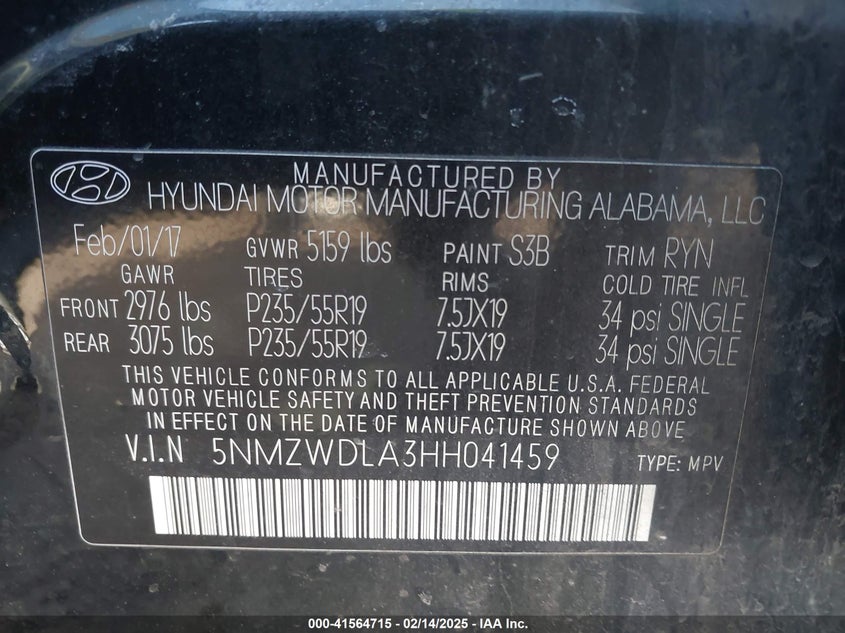 MANUFACTURED BY
HYUNDAI MOTOR MANUFACTURING ALABAMA, LLC
Feb/01/17 GVWR 5159 lbs PAINT S3B TRIM RYN
GAWR TIRES RIMS COLD TIRE INFL
FRONT 2976 lbs P235/55R19 7.5JX19 34 psi SINGLE
REAR 3075 lbs P235/55R19 7.5JX19 34 psi SINGLE
THIS VEHICLE CONFORMS TO ALL APPLICABLE U.S.A. FEDERAL
MOTOR VEHICLE SAFETY AND THEFT PREVENTION STANDARDS
IN EFFECT ON THE DATE OF MANUFACTURE SHOWN ABOVE
V.I.N 5NMZWDLA3HH041459 TYPE: MPV
000-41564715 - 02/14/2025 - IAA Inc.